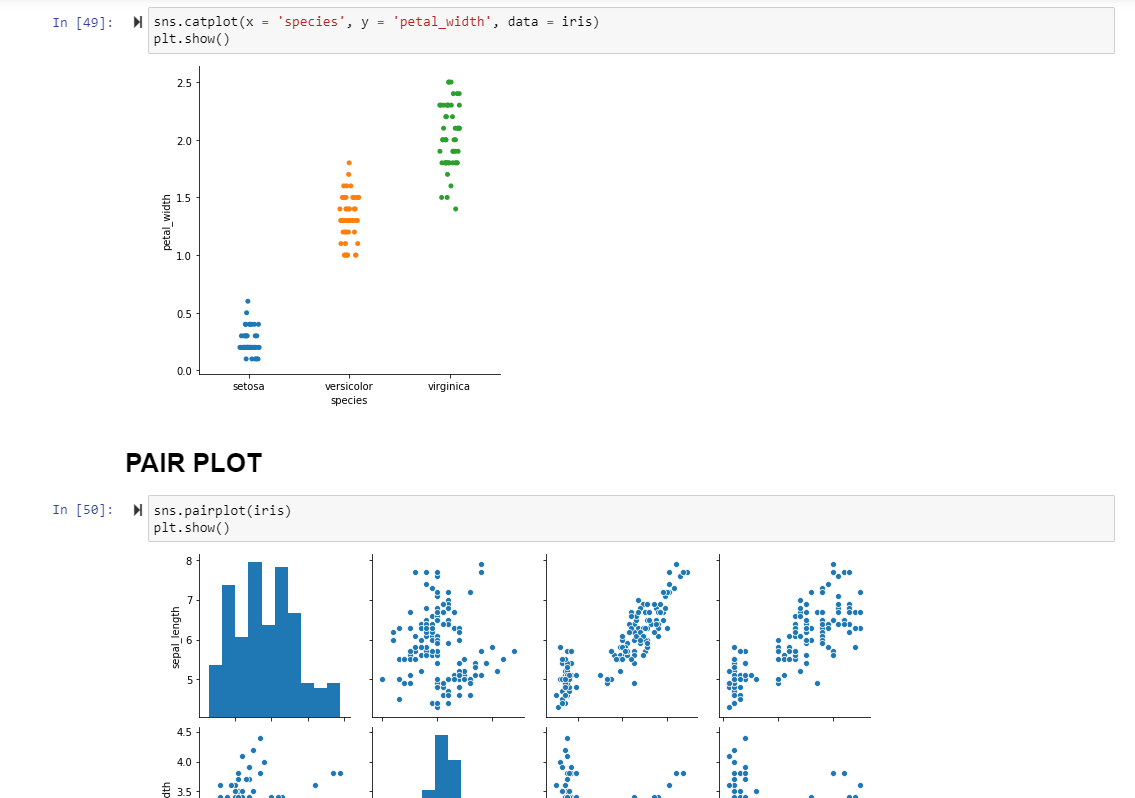 In [49]:
sns.catplot(x = 'species', y = 'petal_width', data = iris)
plt.show()
2.5
2.0
1.5
1.0
0.5
0.0
petal_width
setosa versicolor virginica
species
PAIR PLOT
In [50]:
sns.pairplot(iris)
plt.show()
8
7
6
5
sepal_length
4.5
4.0
3.5